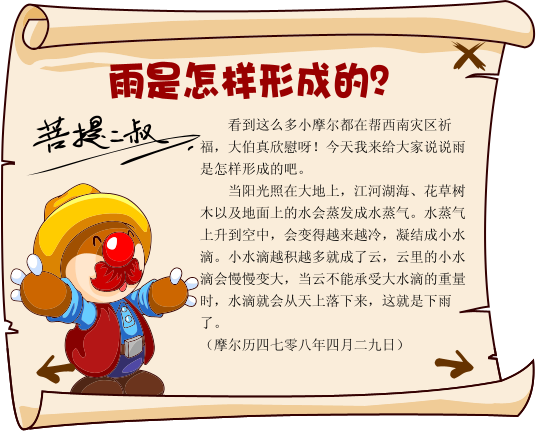 雨是怎样形成的?
菩提二叔
看到这么多小摩尔都在帮西南灾区祈
福，大伯真欣慰呀！今天我来给大家说说雨
是怎样形成的吧。
当阳光照在大地上，江河湖海、花草树
木以及地面上的水会蒸发成水蒸气。水蒸气
上升到空中，会变得越来越冷，凝结成小水
滴。小水滴越积越多就成了云，云里的小水
滴会慢慢变大，当云不能承受大水滴的重量
时，水滴就会从天上落下来，这就是下雨
了。
（摩尔历四七零八年四月二九日）